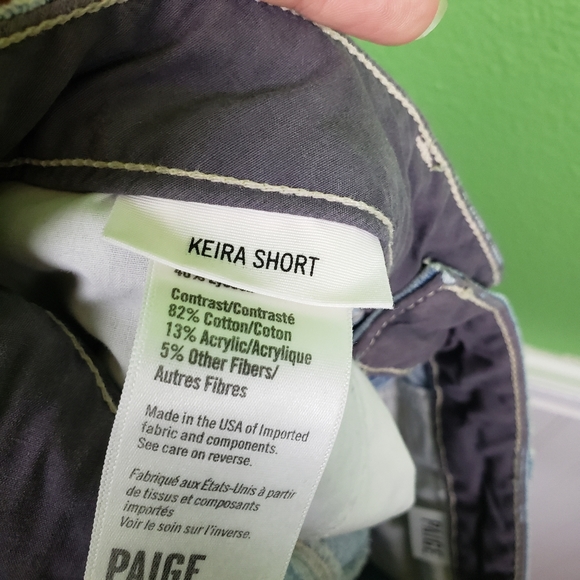 KEIRA SHORT
Contrast/Contrasté
82% Cotton/Coton
13% Acrylic/Acrylique
5% Other Fibers/
Autres Fibres
Made in the USA of Imported
fabric and components.
See care on reverse.
Fabriqué aux États-Unis à partir
de tissus et composants
importés
Voir le soin sur l'inverse.
PAIGE
PAIGE